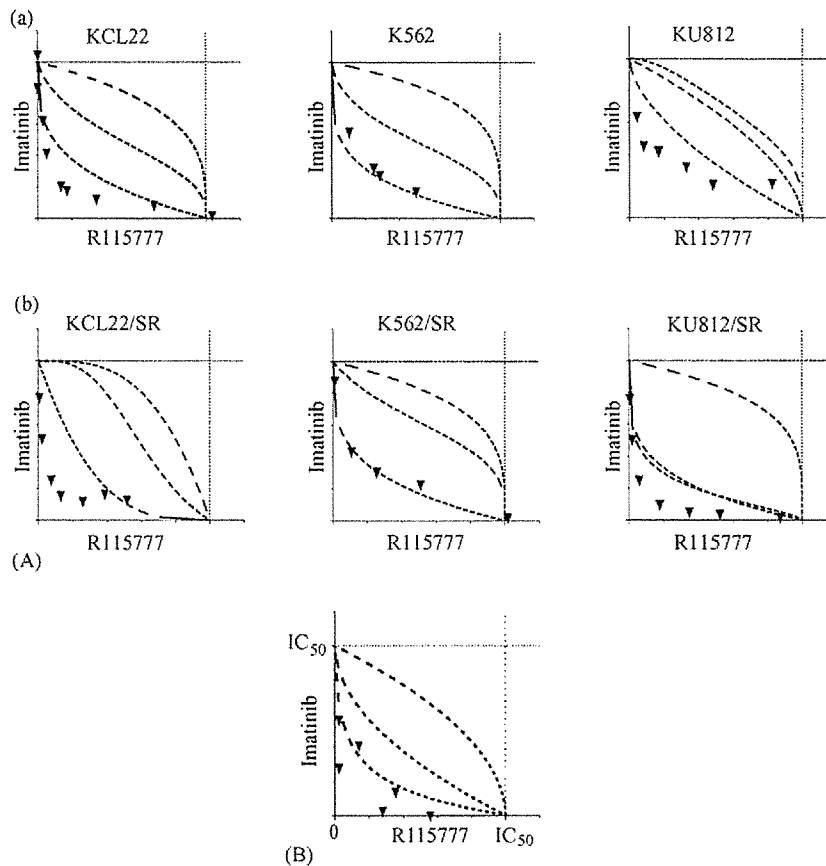 (a)
KCL22
K562
KU812
Imatinib
Imatinib
Imatinib
R115777
R115777
R115777
(b)
KCL22/SR
K562/SR
KU812/SR
Imatinib
Imatinib
Imatinib
R115777
R115777
R115777
(A)
IC50
Imatinib
0
R115777
IC50
(B)